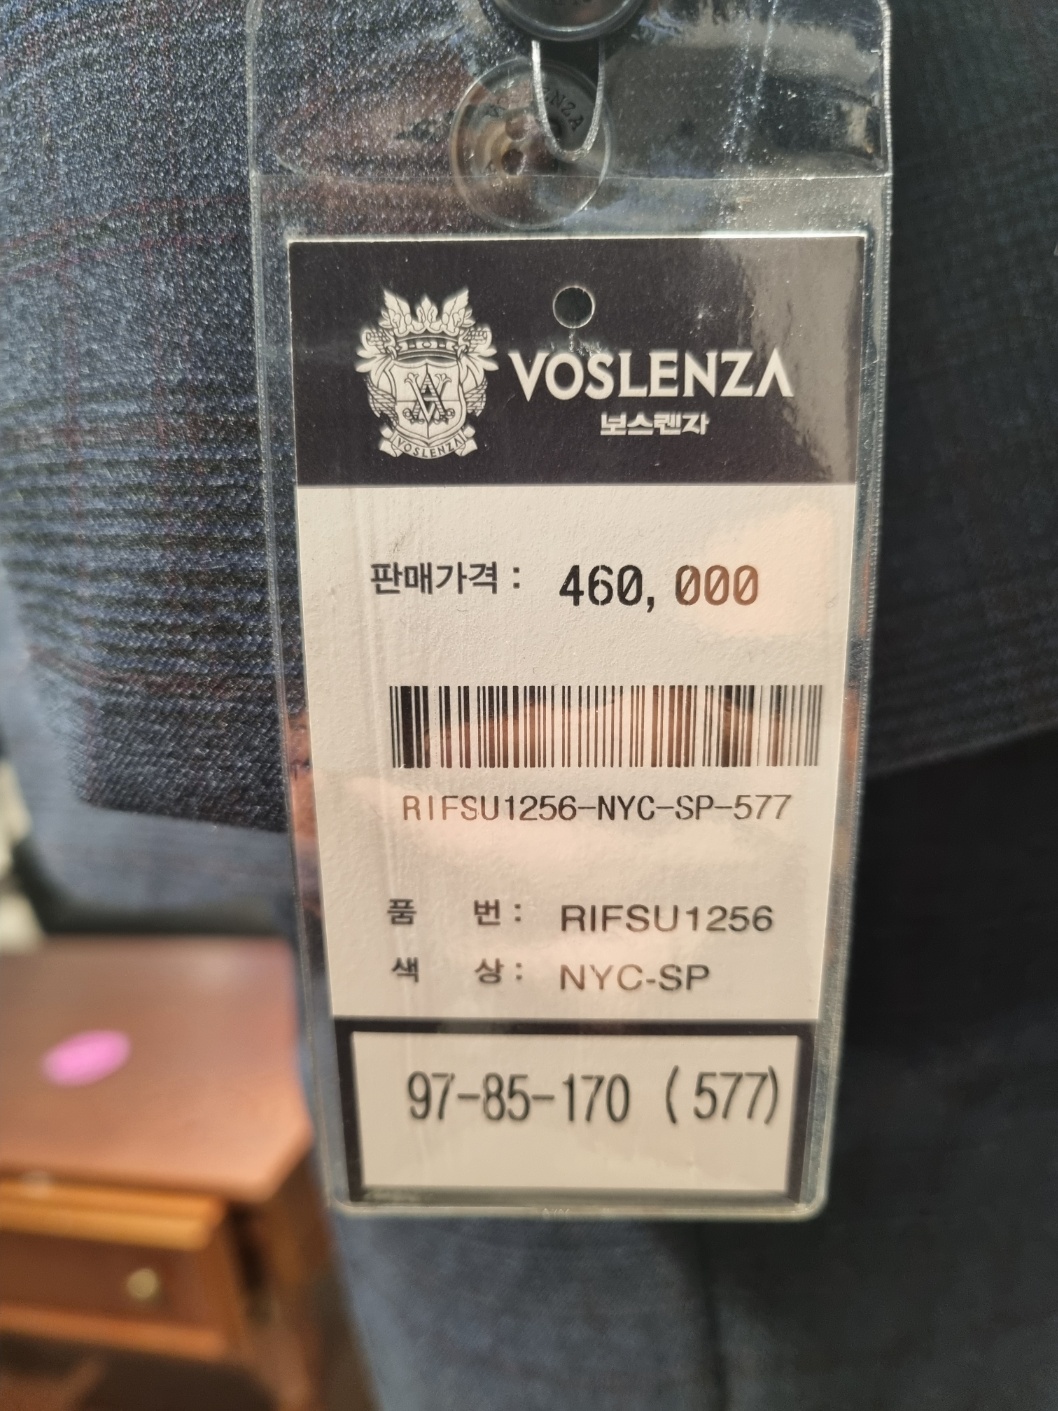 VOSLENZA
보스렌자
VOSLENZA
판매가격 : 460,000
RIFSU1256-NYC-SP-577
품 번 : RIFSU1256
색 상 : NYC-SP
97-85-170 (577)